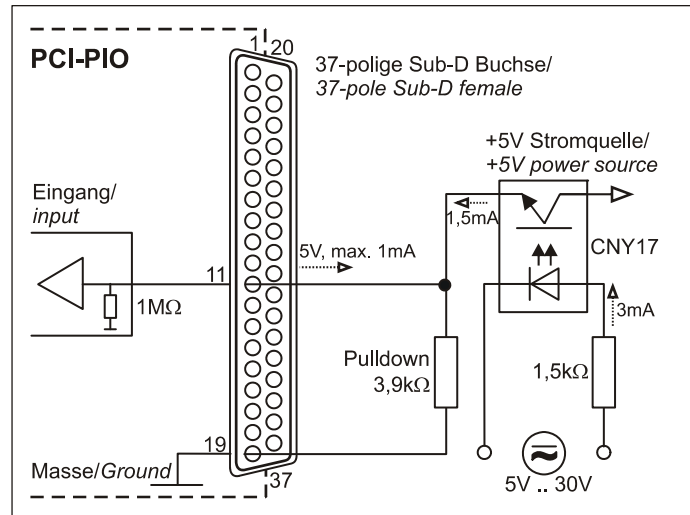 PCI-PIO
1 20
37-polige Sub-D Buchse/
37-pole Sub-D female
+5V Stromquelle/
+5V power source
Eingang/
input
1,5mA
CNY17
5V, max. 1mA
11
1MΩ
3mA
Pulldown
3,9kΩ
1,5kΩ
19
Masse/Ground
37
5V .. 30V